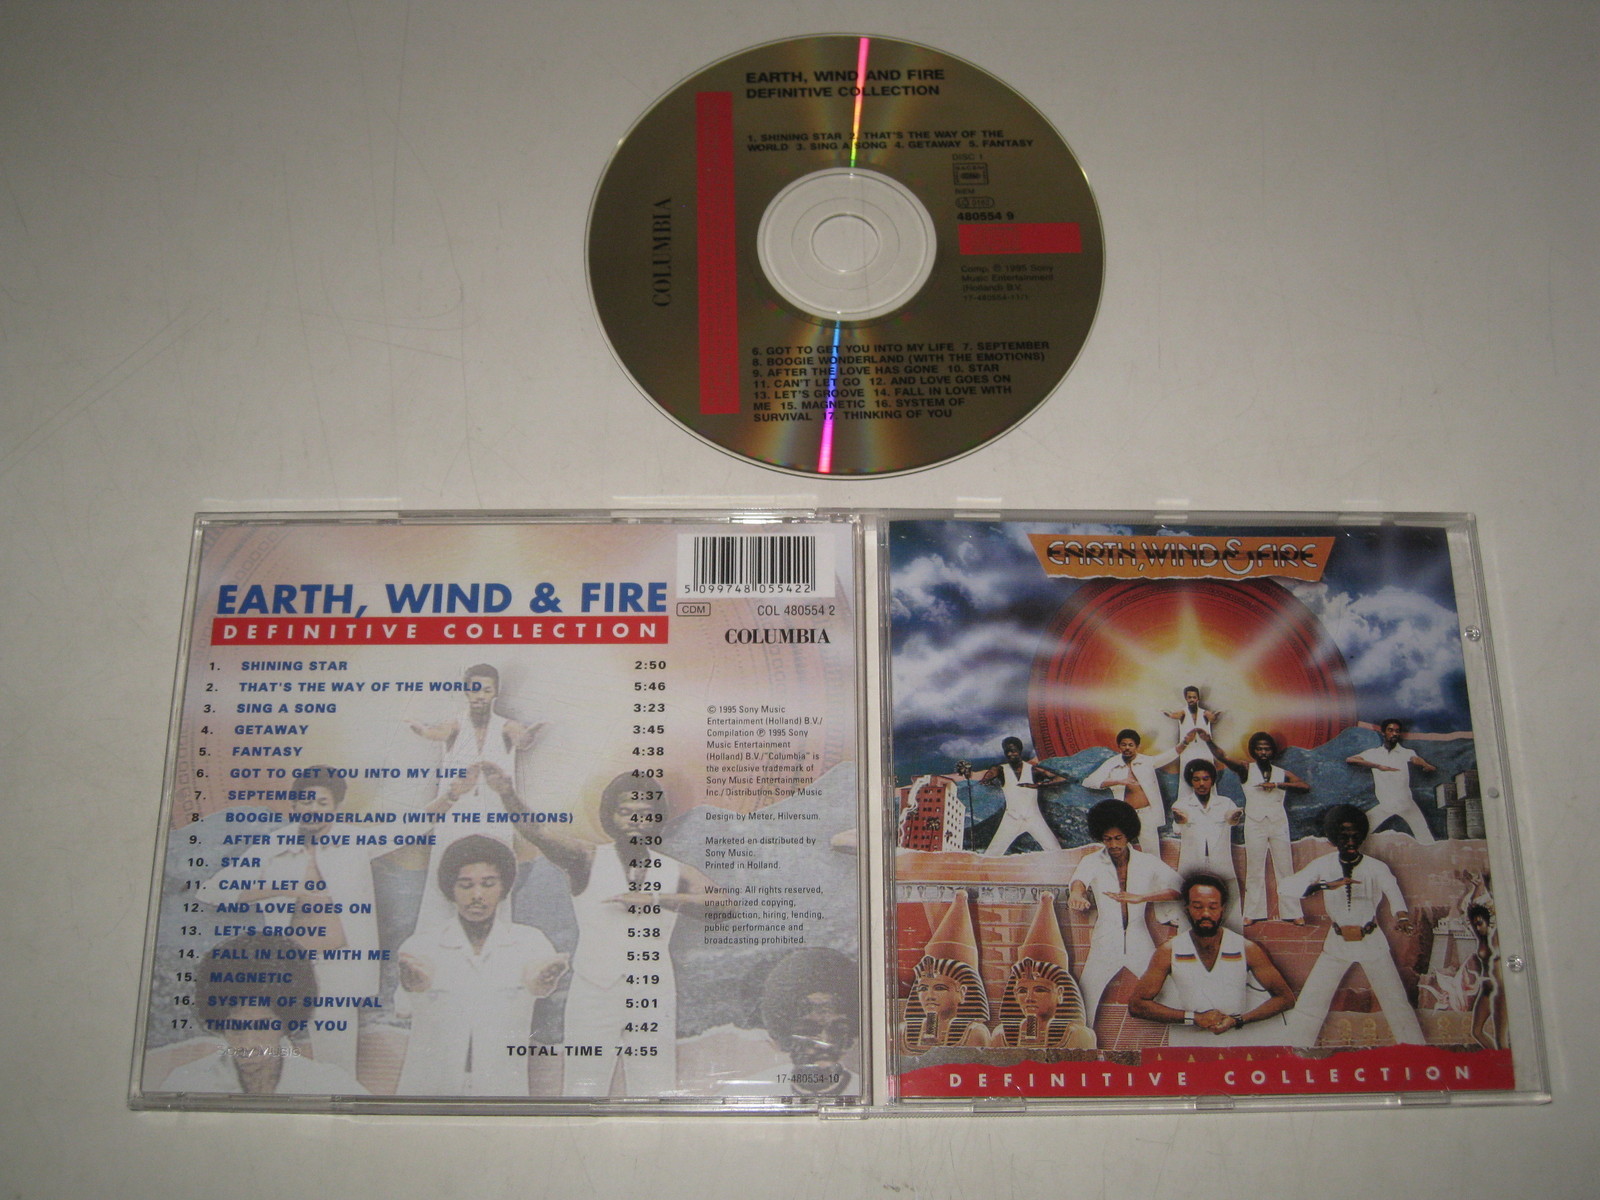 EARTH, WIND AND FIRE
DEFINITIVE COLLECTION
1. SHINING STAR 2. THAT'S THE WAY OF THE
WORLD 3. SING A SONG 4. GETAWAY 5. FANTASY
DISC 1
480554 9
COLUMBIA
Comp. © 1995 Sony
Music Entertainment
(Holland) B.V.
17-480554-11/1
6. GOT TO GET YOU INTO MY LIFE 7. SEPTEMBER
8. BOOGIE WONDERLAND (WITH THE EMOTIONS)
9. AFTER THE LOVE HAS GONE 10. STAR
11. CAN'T LET GO 12. AND LOVE GOES ON
13. LET'S GROOVE 14. FALL IN LOVE WITH
ME 15. MAGNETIC 16. SYSTEM OF
SURVIVAL 17. THINKING OF YOU
EARTH, WIND & FIRE
DEFINITIVE COLLECTION
1. SHINING STAR 2:50
2. THAT'S THE WAY OF THE WORLD 5:46
3. SING A SONG 3:23
4. GETAWAY 3:45
5. FANTASY 4:38
6. GOT TO GET YOU INTO MY LIFE 4:03
7. SEPTEMBER 3:37
8. BOOGIE WONDERLAND (WITH THE EMOTIONS) 4:49
9. AFTER THE LOVE HAS GONE 4:30
10. STAR 4:26
11. CAN'T LET GO 3:29
12. AND LOVE GOES ON 4:06
13. LET'S GROOVE 5:38
14. FALL IN LOVE WITH ME 5:53
15. MAGNETIC 4:19
16. SYSTEM OF SURVIVAL 5:01
17. THINKING OF YOU 4:42
SONY MUSIC
TOTAL TIME 74:55
5 099748 055422
CDM
COL 480554 2
COLUMBIA
© 1995 Sony Music
Entertainment (Holland) B.V./
Compilation ℗ 1995 Sony
Music Entertainment
(Holland) B.V./"Columbia" is
the exclusive trademark of
Sony Music Entertainment
Inc./Distribution Sony Music
Design by Meter, Hilversum.
Marketed en distributed by
Sony Music.
Printed in Holland.
Warning: All rights reserved,
unauthorized copying,
reproduction, hiring, lending,
public performance and
broadcasting prohibited.
17-480554-10
EARTH, WIND & FIRE
DEFINITIVE COLLECTION